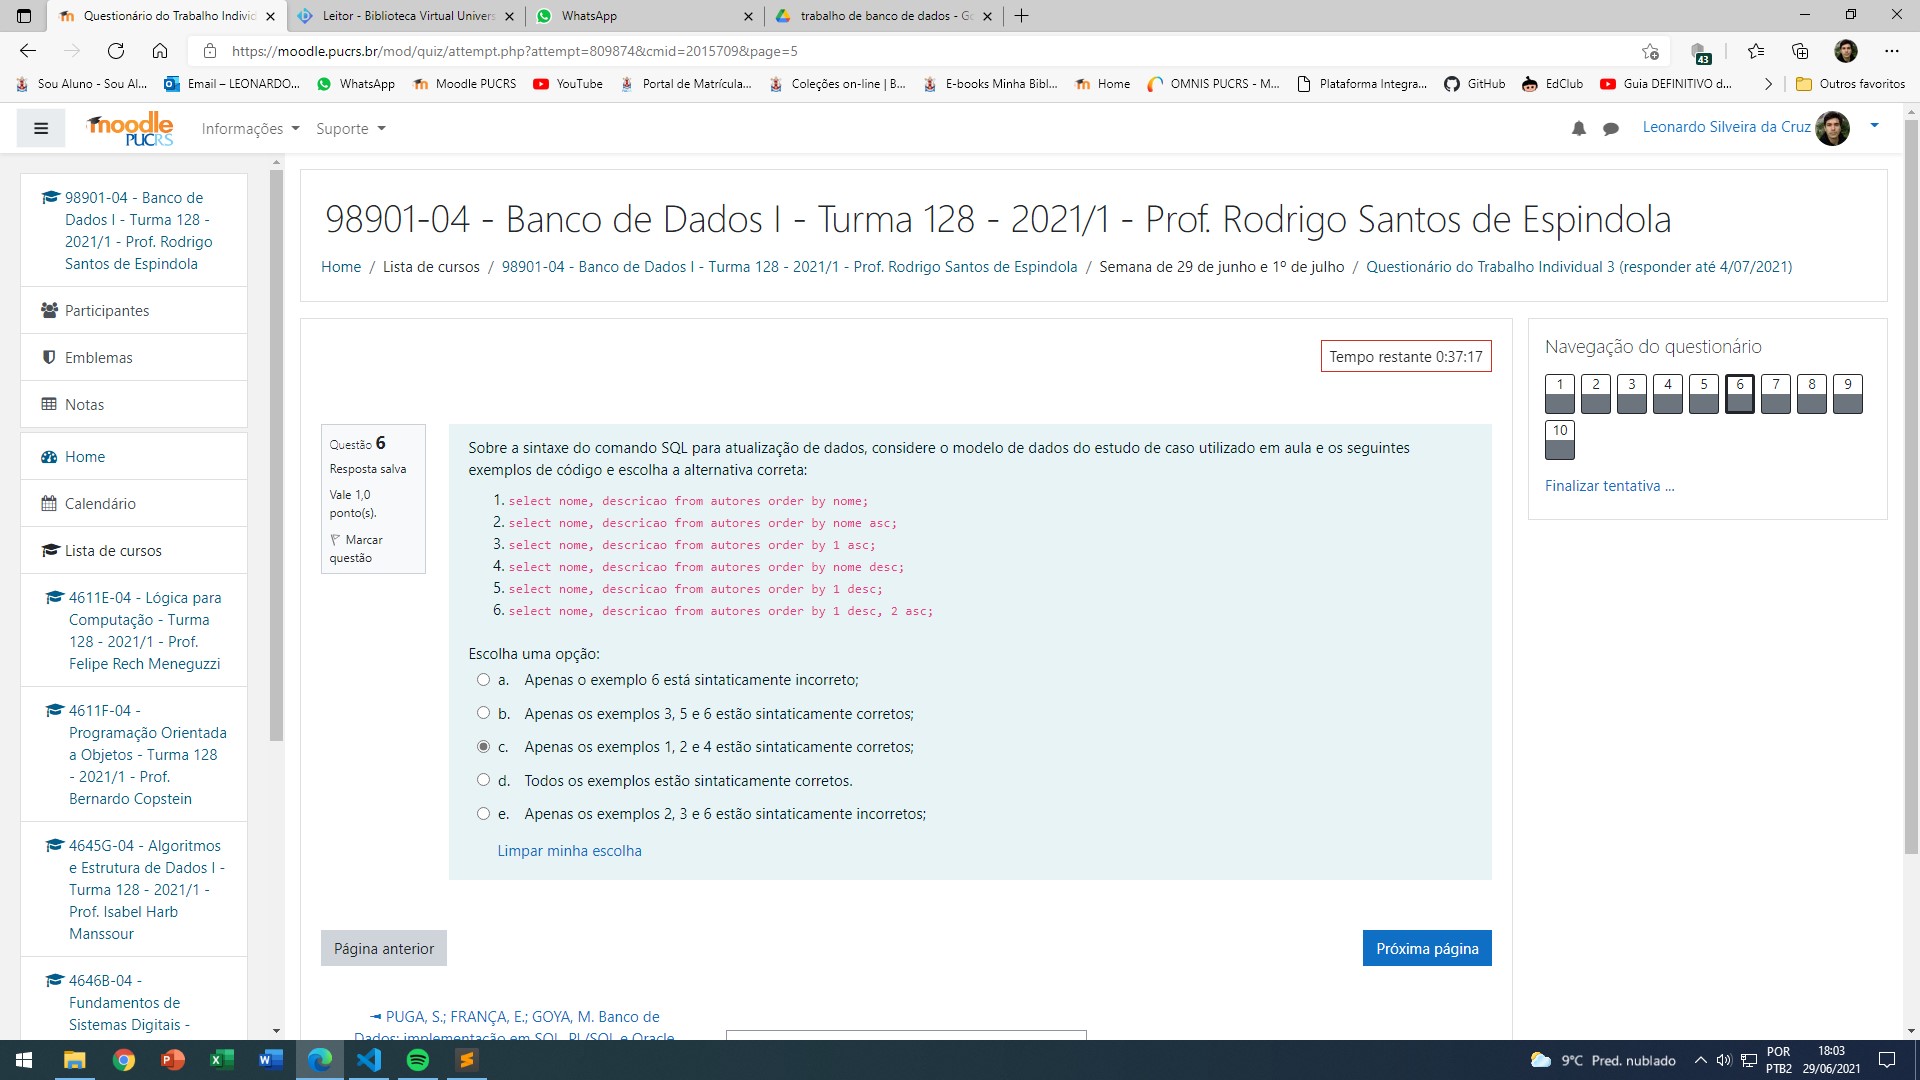 Questionário do Trabalho Individ
Leitor - Biblioteca Virtual Univers
WhatsApp
trabalho de banco de dados - Go
https://moodle.pucrs.br/mod/quiz/attempt.php?attempt=809874&cmid=2015709&page=5
43
Sou Aluno - Sou Al...
Email – LEONARDO...
WhatsApp
Moodle PUCRS
YouTube
Portal de Matrícula...
Coleções on-line | B...
E-books Minha Bibl...
Home
OMNIS PUCRS - M...
Plataforma Integra...
GitHub
EdClub
Guia DEFINITIVO d...
Outros favoritos
moodle
PUCRS
Informações
Suporte
Leonardo Silveira da Cruz
98901-04 - Banco de
Dados I - Turma 128 -
2021/1 - Prof. Rodrigo
Santos de Espindola
Participantes
Emblemas
Notas
Home
Calendário
Lista de cursos
4611E-04 - Lógica para
Computação - Turma
128 - 2021/1 - Prof.
Felipe Rech Meneguzzi
4611F-04 -
Programação Orientada
a Objetos - Turma 128
- 2021/1 - Prof.
Bernardo Copstein
4645G-04 - Algoritmos
e Estrutura de Dados I -
Turma 128 - 2021/1 -
Prof. Isabel Harb
Manssour
4646B-04 -
Fundamentos de
Sistemas Digitais -
98901-04 - Banco de Dados I - Turma 128 - 2021/1 - Prof. Rodrigo Santos de Espindola
Home / Lista de cursos / 98901-04 - Banco de Dados I - Turma 128 - 2021/1 - Prof. Rodrigo Santos de Espindola / Semana de 29 de junho e 1º de julho / Questionário do Trabalho Individual 3 (responder até 4/07/2021)
Tempo restante 0:37:17
Questão 6
Resposta salva
Vale 1,0
ponto(s).
Marcar
questão
Sobre a sintaxe do comando SQL para atualização de dados, considere o modelo de dados do estudo de caso utilizado em aula e os seguintes
exemplos de código e escolha a alternativa correta:
1. select nome, descricao from autores order by nome;
2. select nome, descricao from autores order by nome asc;
3. select nome, descricao from autores order by 1 asc;
4. select nome, descricao from autores order by nome desc;
5. select nome, descricao from autores order by 1 desc;
6. select nome, descricao from autores order by 1 desc, 2 asc;
Escolha uma opção:
a. Apenas o exemplo 6 está sintaticamente incorreto;
b. Apenas os exemplos 3, 5 e 6 estão sintaticamente corretos;
c. Apenas os exemplos 1, 2 e 4 estão sintaticamente corretos;
d. Todos os exemplos estão sintaticamente corretos.
e. Apenas os exemplos 2, 3 e 6 estão sintaticamente incorretos;
Limpar minha escolha
Página anterior
Próxima página
◄ PUGA, S.; FRANÇA, E.; GOYA, M. Banco de
Dados: implementação em SQL, PL/SQL e Oracle
Navegação do questionário
1 2 3 4 5 6 7 8 9
10
Finalizar tentativa ...
9°C Pred. nublado
POR
PTB2
18:03
29/06/2021